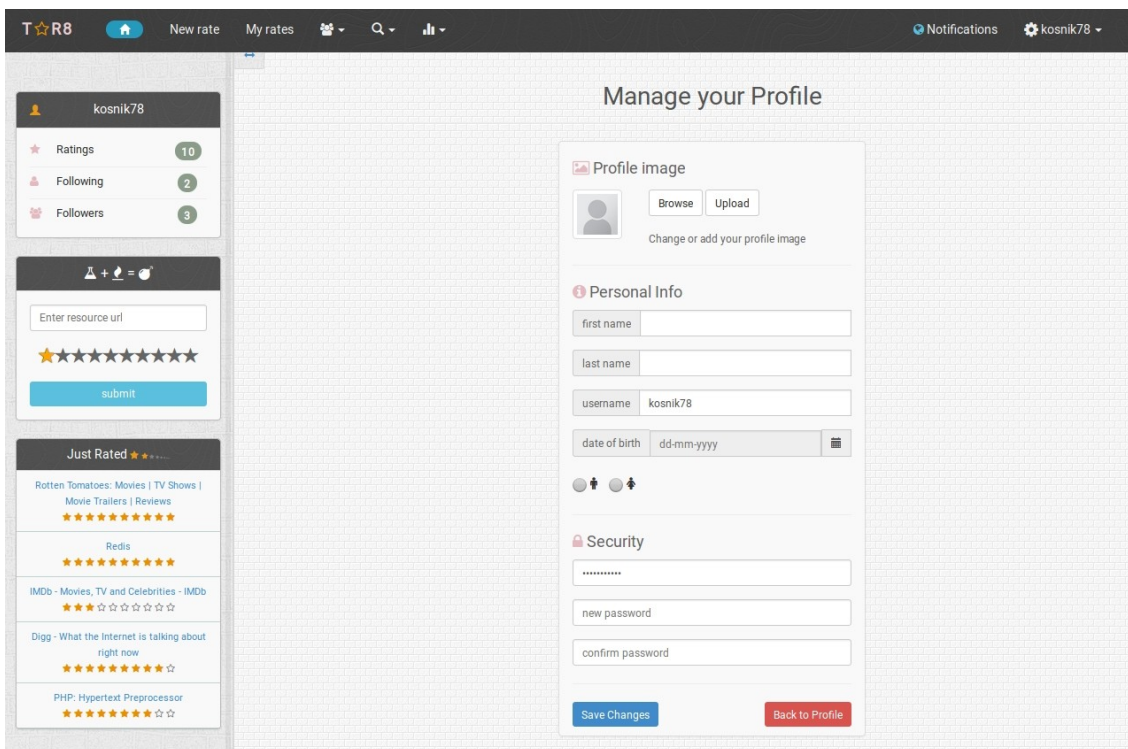 T☆R8 New rate My rates Notifications kosnik78
kosnik78
Ratings 10
Following 2
Followers 3
+ =
Enter resource url
submit
Just Rated
Rotten Tomatoes: Movies | TV Shows |
Movie Trailers | Reviews
Redis
IMDb - Movies, TV and Celebrities - IMDb
Digg - What the Internet is talking about
right now
PHP: Hypertext Preprocessor
Manage your Profile
Profile image
Browse Upload
Change or add your profile image
Personal Info
first name
last name
username kosnik78
date of birth dd-mm-yyyy
Security
•••••••••••
new password
confirm password
Save Changes Back to Profile